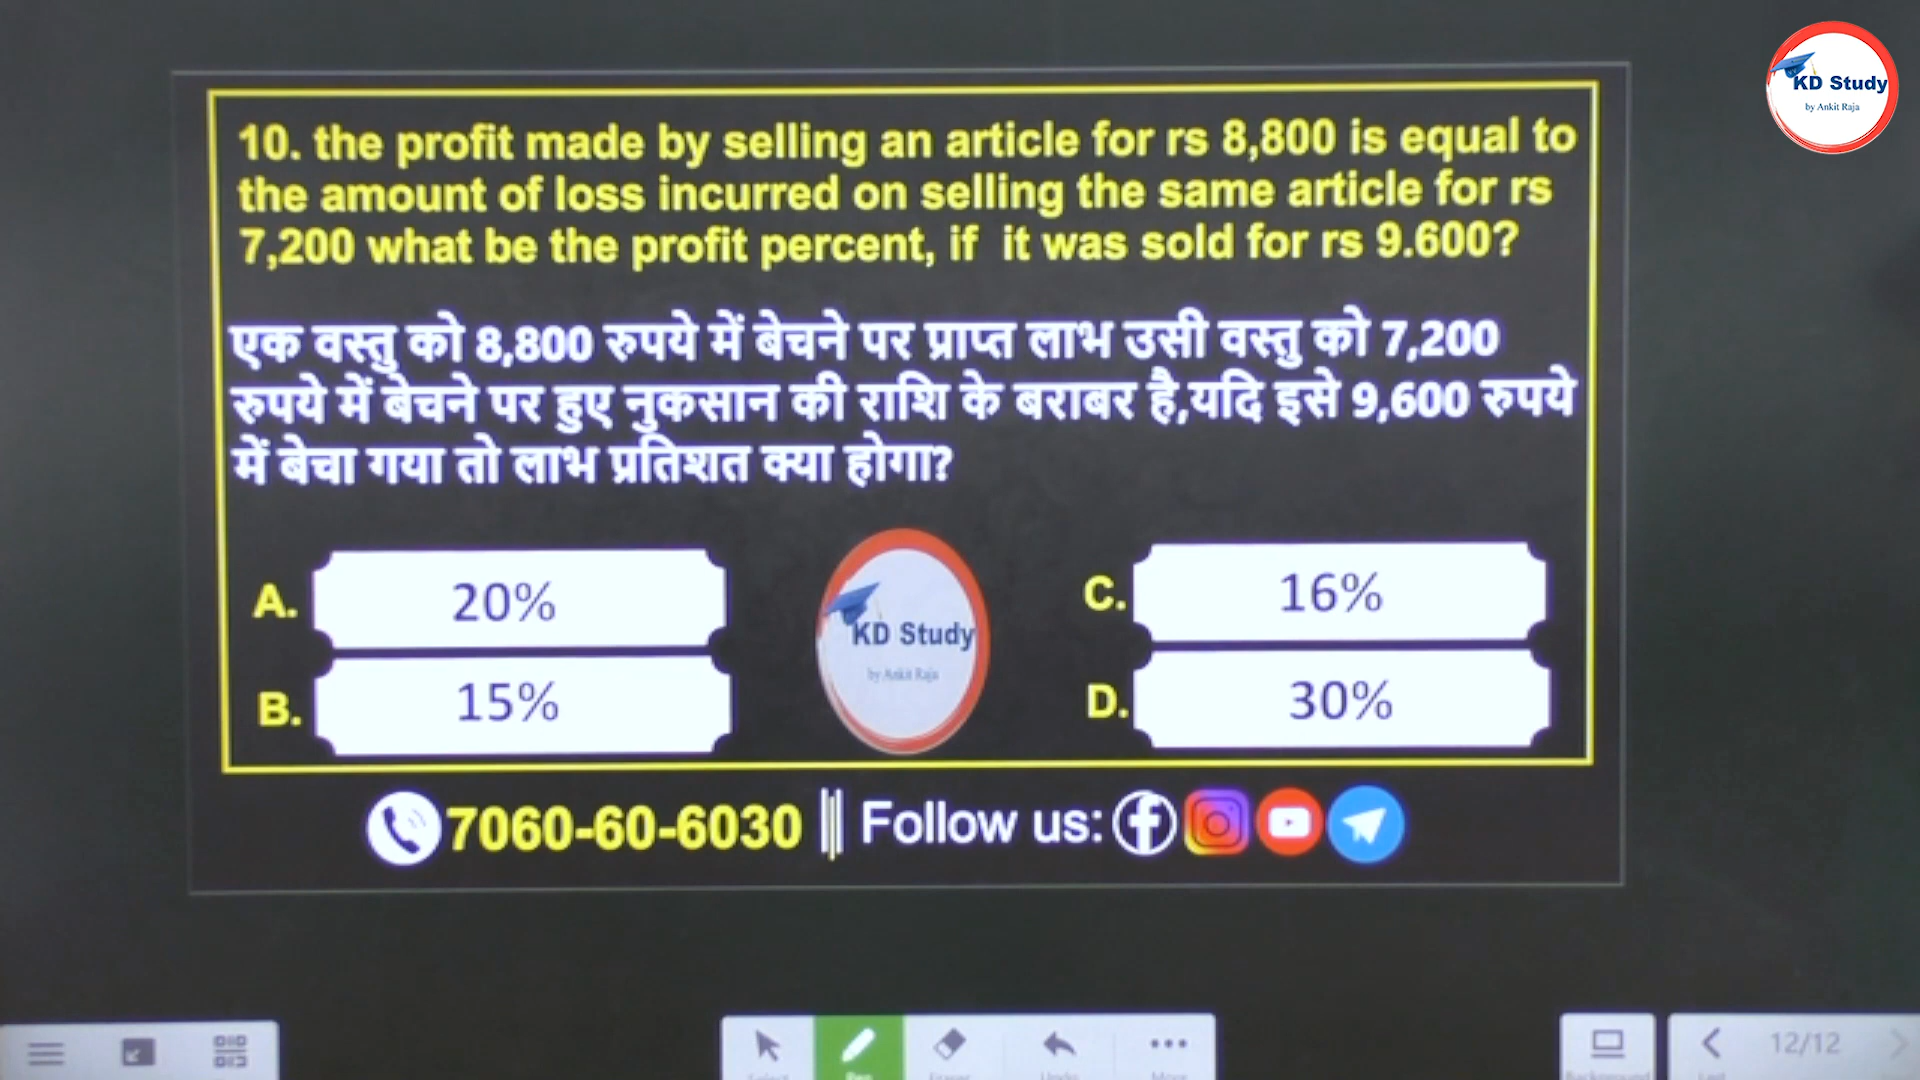 KD Study
by Ankit Raja
10. the profit made by selling an article for rs 8,800 is equal to
the amount of loss incurred on selling the same article for rs
7,200 what be the profit percent, if it was sold for rs 9.600?
एक वस्तु को 8,800 रुपये में बेचने पर प्राप्त लाभ उसी वस्तु को 7,200
रुपये में बेचने पर हुए नुकसान की राशि के बराबर है,यदि इसे 9,600 रुपये
में बेचा गया तो लाभ प्रतिशत क्या होगा?
A. 20%
C. 16%
KD Study
by Ankit Raja
B. 15%
D. 30%
7060-60-6030 || Follow us:
12/12